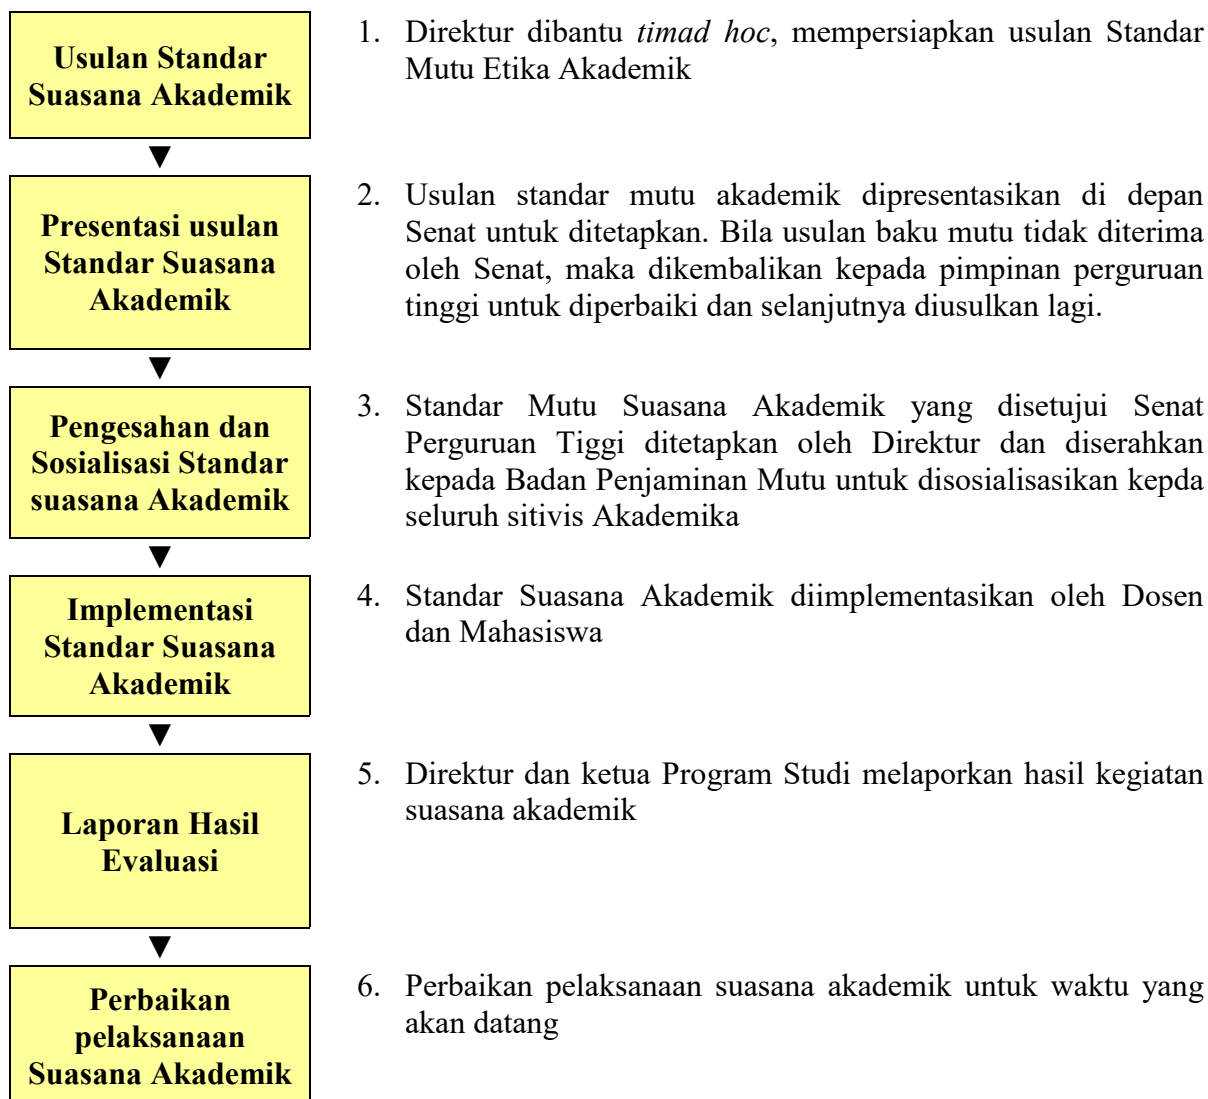 Usulan Standar
Suasana Akademik
1. Direktur dibantu timad hoc, mempersiapkan usulan Standar
Mutu Etika Akademik
▼
Presentasi usulan
Standar Suasana
Akademik
2. Usulan standar mutu akademik dipresentasikan di depan
Senat untuk ditetapkan. Bila usulan baku mutu tidak diterima
oleh Senat, maka dikembalikan kepada pimpinan perguruan
tinggi untuk diperbaiki dan selanjutnya diusulkan lagi.
▼
Pengesahan dan
Sosialisasi Standar
suasana Akademik
3. Standar Mutu Suasana Akademik yang disetujui Senat
Perguruan Tiggi ditetapkan oleh Direktur dan diserahkan
kepada Badan Penjaminan Mutu untuk disosialisasikan kepda
seluruh sitivis Akademika
▼
Implementasi
Standar Suasana
Akademik
4. Standar Suasana Akademik diimplementasikan oleh Dosen
dan Mahasiswa
▼
Laporan Hasil
Evaluasi
5. Direktur dan ketua Program Studi melaporkan hasil kegiatan
suasana akademik
▼
Perbaikan
pelaksanaan
Suasana Akademik
6. Perbaikan pelaksanaan suasana akademik untuk waktu yang
akan datang